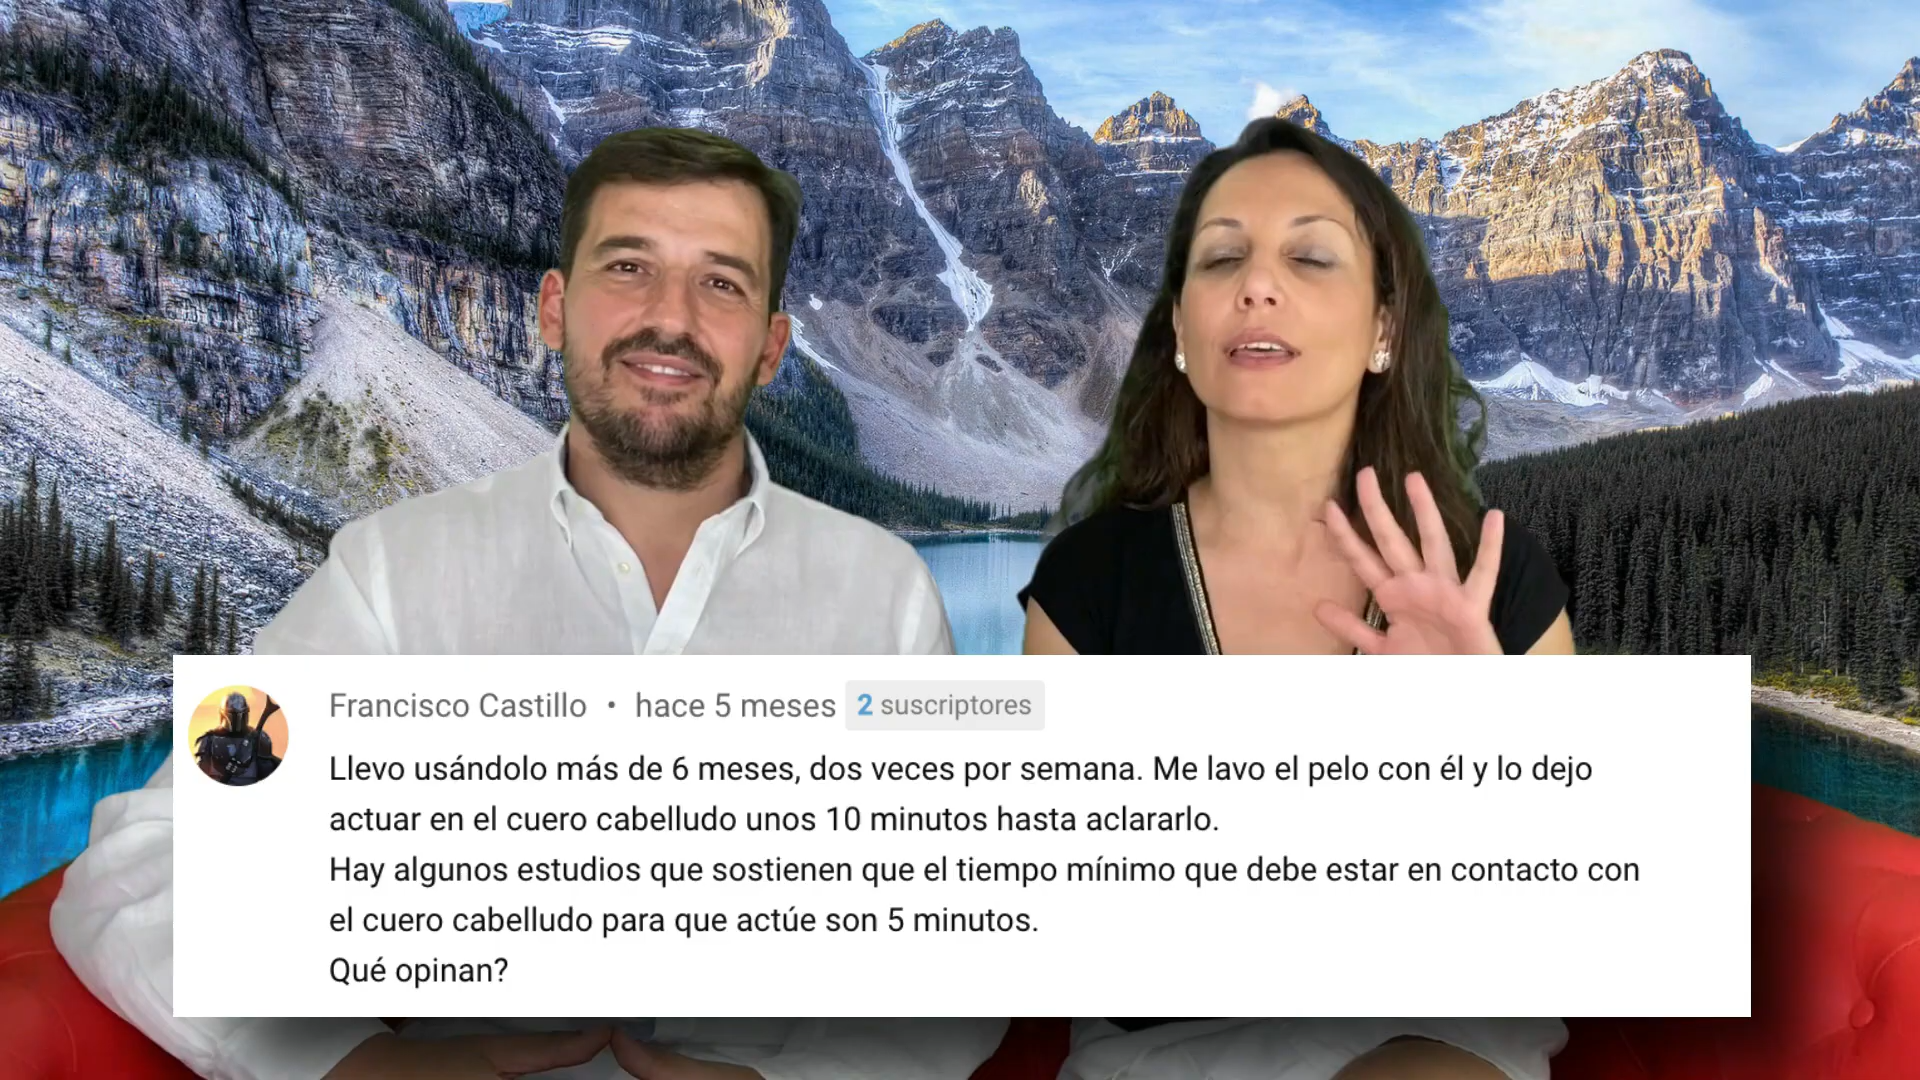 Francisco Castillo • hace 5 meses 2 suscriptores
Llevo usándolo más de 6 meses, dos veces por semana. Me lavo el pelo con él y lo dejo
actuar en el cuero cabelludo unos 10 minutos hasta aclararlo.
Hay algunos estudios que sostienen que el tiempo mínimo que debe estar en contacto con
el cuero cabelludo para que actúe son 5 minutos.
Qué opinan?